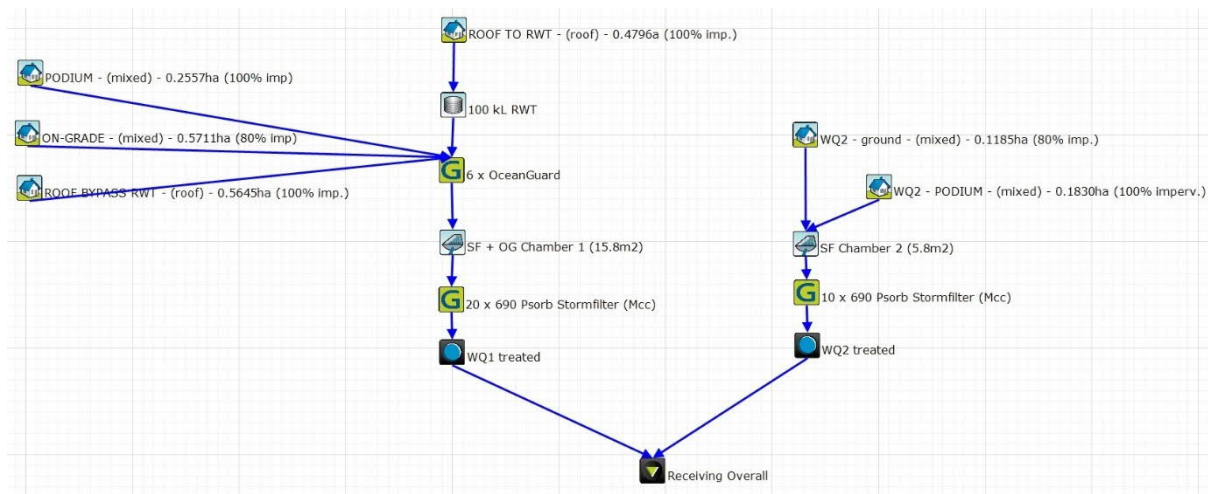 ROOF TO RWT - (roof) - 0.4796a (100% imp.)
PODIUM - (mixed) - 0.2557ha (100% imp)
100 kL RWT
ON-GRADE - (mixed) - 0.5711ha (80% imp)
WQ2 - ground - (mixed) - 0.1185ha (80% imp.)
G 6 x OceanGuard
ROOF BYPASS RWT - (roof) - 0.5645ha (100% imp.)
WQ2 - PODIUM - (mixed) - 0.1830ha (100% imperv.)
SF + OG Chamber 1 (15.8m2)
SF Chamber 2 (5.8m2)
G 20 x 690 Psorb Stormfilter (Mcc)
G 10 x 690 Psorb Stormfilter (Mcc)
WQ1 treated
WQ2 treated
Receiving Overall